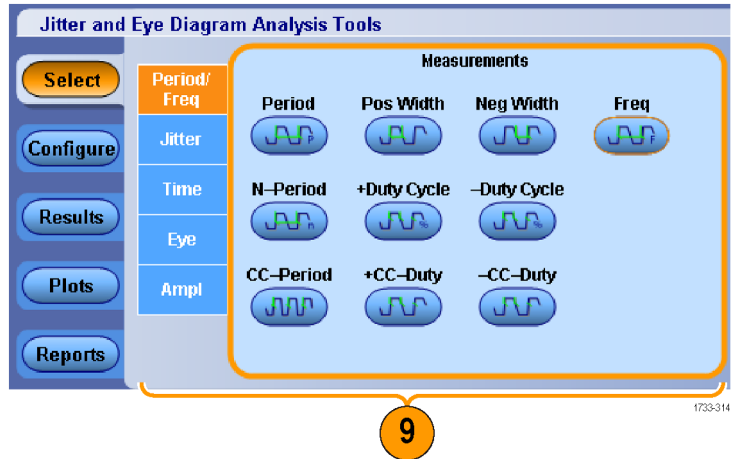 Jitter and Eye Diagram Analysis Tools
Select
Configure
Results
Plots
Reports
Period/
Freq
Jitter
Time
Eye
Ampl
Measurements
Period Pos Width Neg Width Freq
P F
N–Period +Duty Cycle –Duty Cycle
n % %
CC–Period +CC–Duty –CC–Duty
9
1733-314